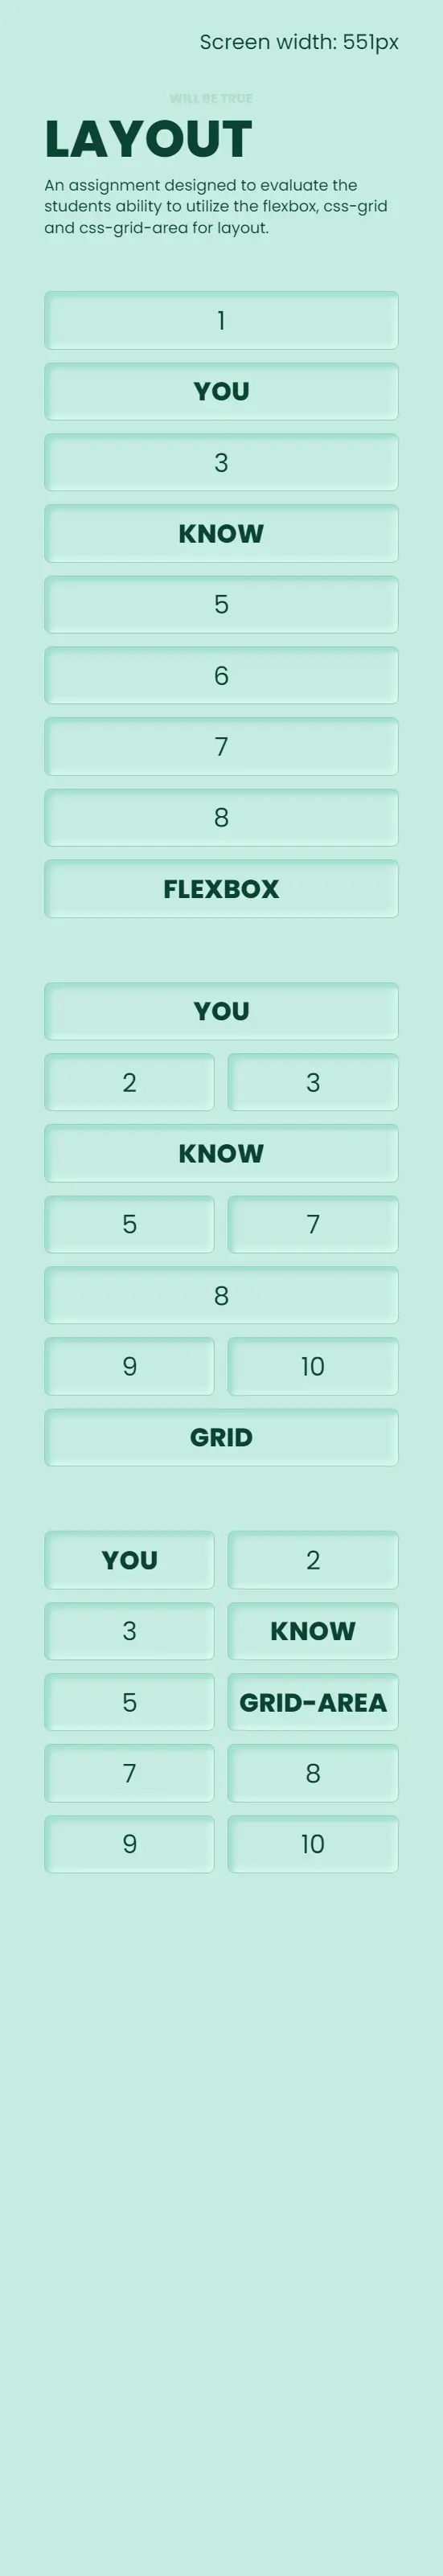 Screen width: 551px
WILL BE TRUE
LAYOUT
An assignment designed to evaluate the
students ability to utilize the flexbox, css-grid
and css-grid-area for layout.
1
YOU
3
KNOW
5
6
7
8
FLEXBOX
YOU
2 3
KNOW
5 7
8
9 10
GRID
YOU 2
3 KNOW
5 GRID-AREA
7 8
9 10